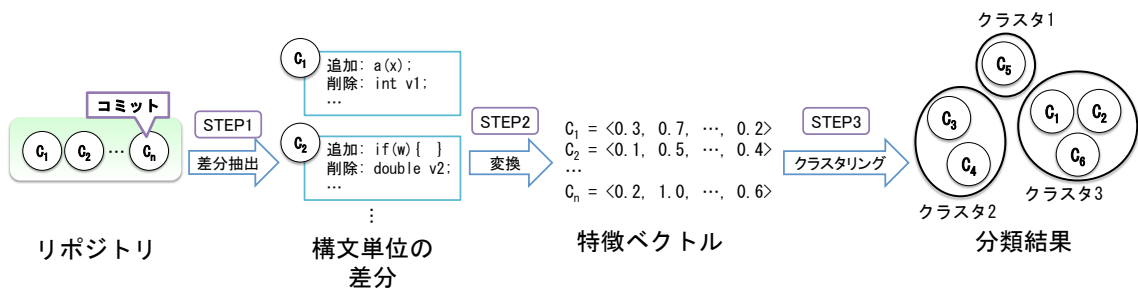 コミット
C1 C2 … Cn
リポジトリ
STEP1
差分抽出
C1
追加: a(x);
削除: int v1;
…
C2
追加: if(w){ }
削除: double v2;
…
…
構文単位の
差分
STEP2
変換
C1 = <0.3, 0.7, …, 0.2>
C2 = <0.1, 0.5, …, 0.4>
…
Cn = <0.2, 1.0, …, 0.6>
特徴ベクトル
STEP3
クラスタリング
クラスタ1
C5
C3
C4
クラスタ2
C1 C2
C6
クラスタ3
分類結果